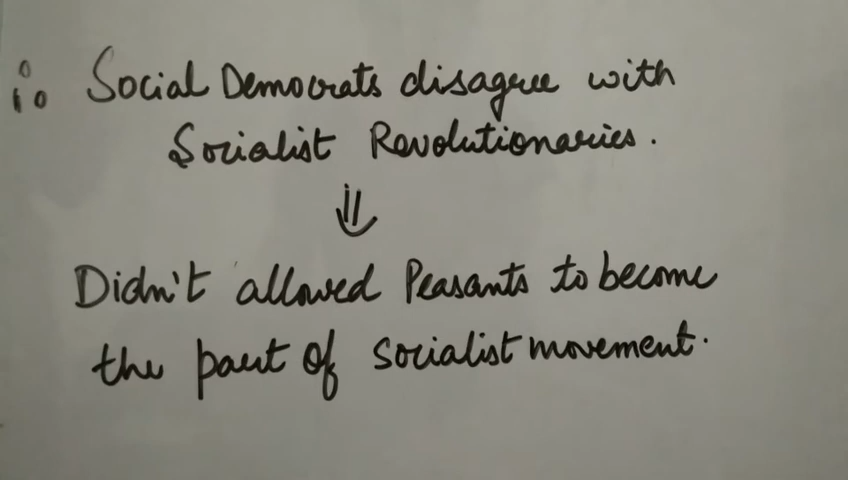 ∴ Social Democrats disagree with
Socialist Revolutionaries.
⇓
Didn't allowed Peasants to become
the part of socialist movement.